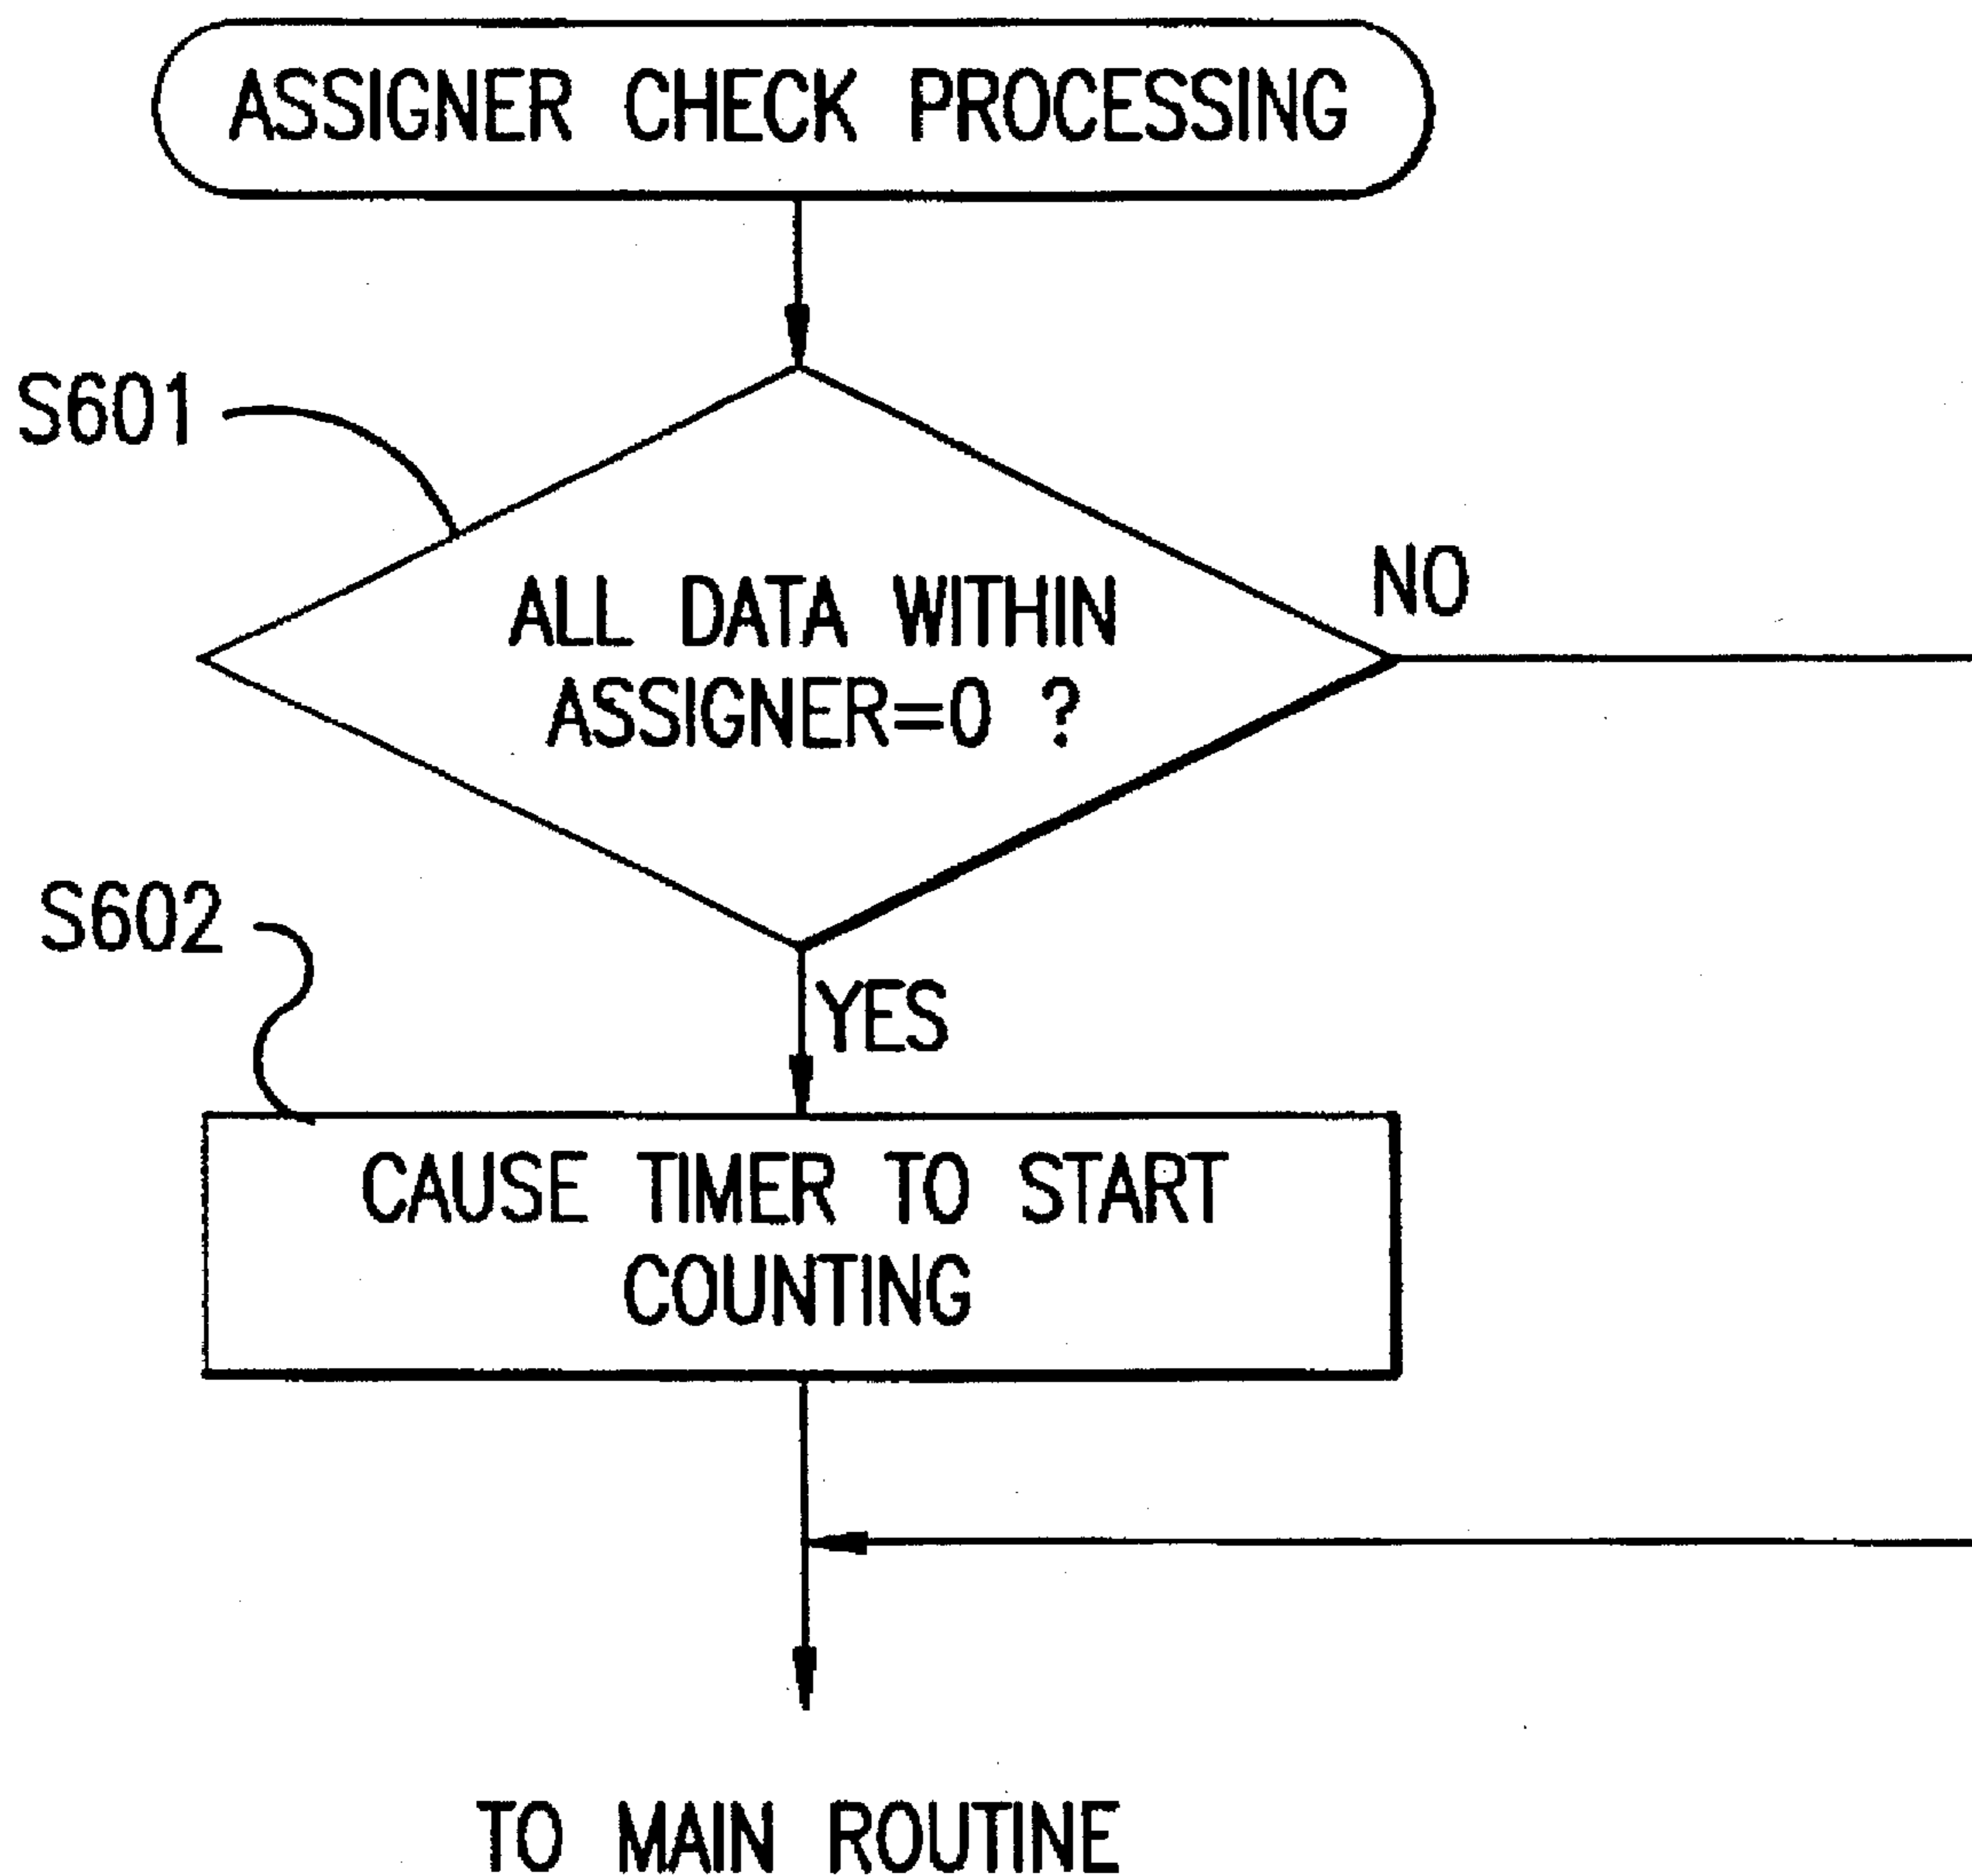 ASSIGNER CHECK PROCESSING
S601
ALL DATA WITHIN
ASSIGNER=0 ?
NO
S602
YES
CAUSE TIMER TO START
COUNTING
TO MAIN ROUTINE